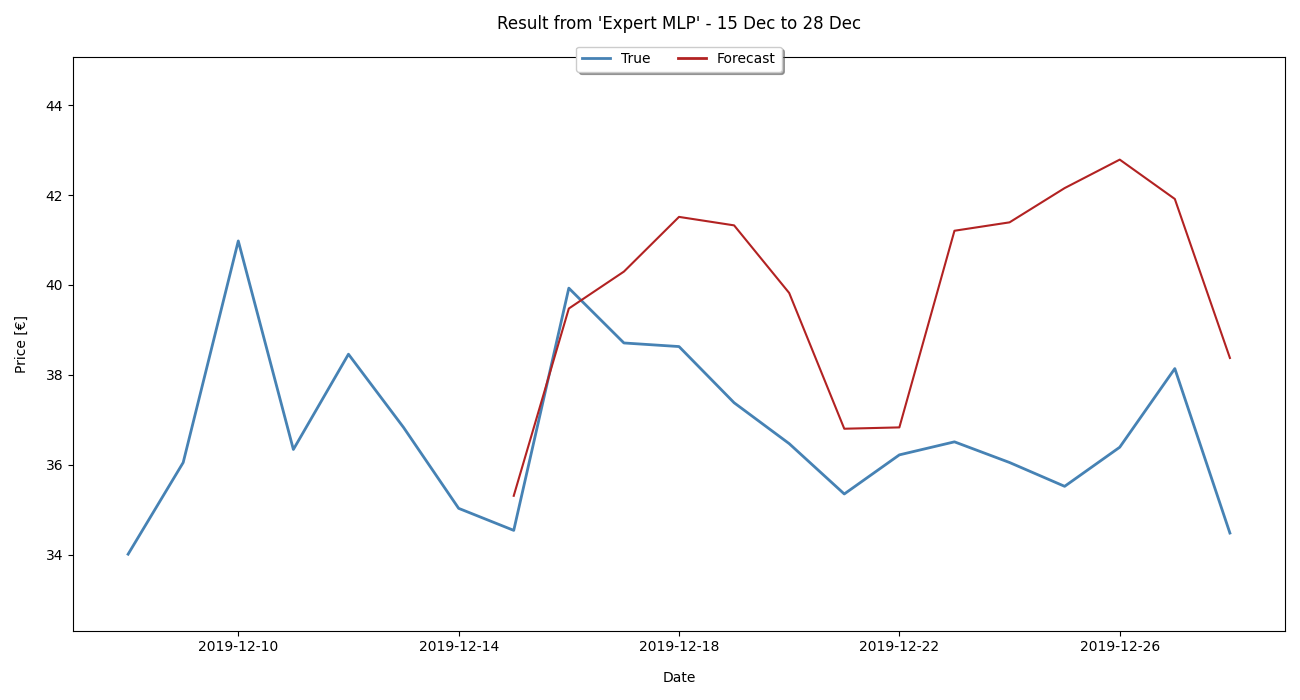 Result from 'Expert MLP' - 15 Dec to 28 Dec
True Forecast
44
42
40
38
36
34
Price [€]
2019-12-10 2019-12-14 2019-12-18 2019-12-22 2019-12-26
Date